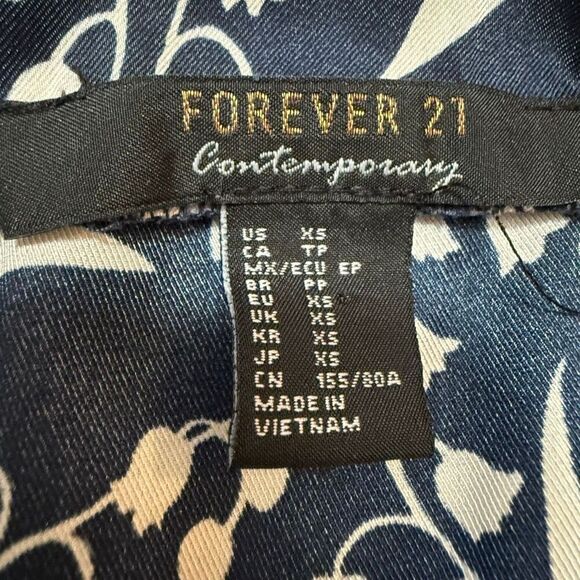 FOREVER 21
Contemporary
US XS
CA TP
MX/ECU EP
BR PP
EU XS
UK XS
KR XS
JP XS
CN 155/80A
MADE IN
VIETNAM